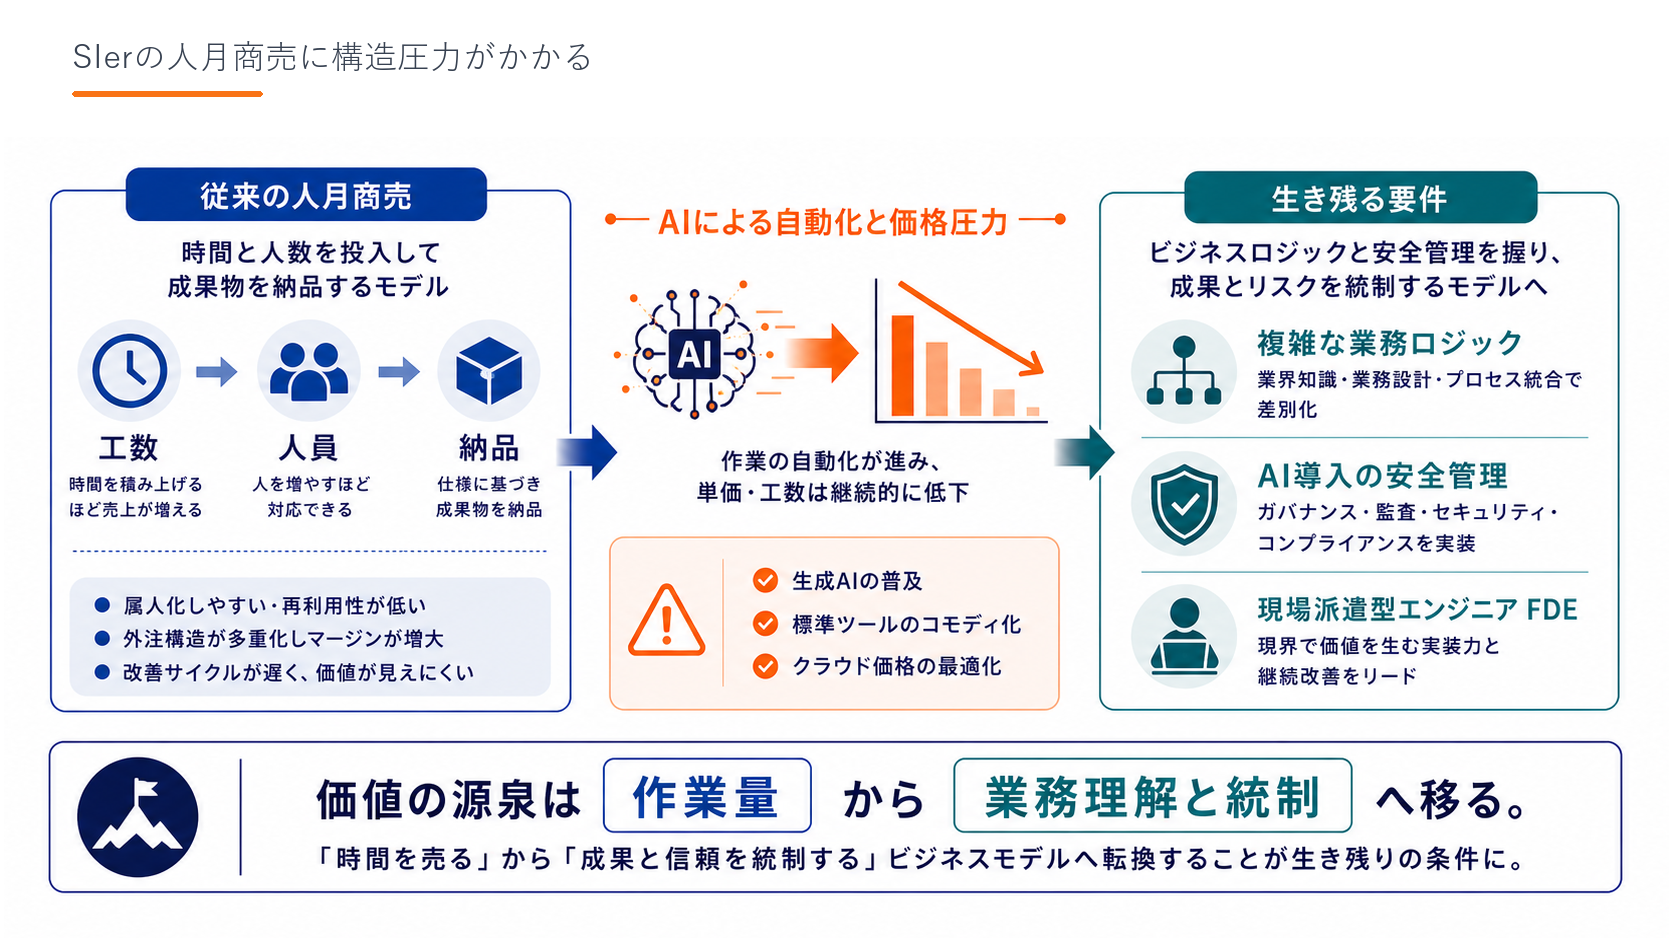 SIerの人月商売に構造圧力がかかる
従来の人月商売
時間と人数を投入して
成果物を納品するモデル
工数
時間を積み上げる
ほど売上が増える
人員
人を増やすほど
対応できる
納品
仕様に基づき
成果物を納品
属人化しやすい・再利用性が低い
外注構造が多重化しマージンが増大
改善サイクルが遅く、価値が見えにくい
AIによる自動化と価格圧力
AI
作業の自動化が進み、
単価・工数は継続的に低下
生成AIの普及
標準ツールのコモディ化
クラウド価格の最適化
生き残る要件
ビジネスロジックと安全管理を握り、
成果とリスクを統制するモデルへ
複雑な業務ロジック
業界知識・業務設計・プロセス統合で
差別化
AI導入の安全管理
ガバナンス・監査・セキュリティ・
コンプライアンスを実装
現場派遣型エンジニア FDE
現界で価値を生む実装力と
継続改善をリード
価値の源泉は 作業量 から 業務理解と統制 へ移る。
「時間を売る」から「成果と信頼を統制する」ビジネスモデルへ転換することが生き残りの条件に。